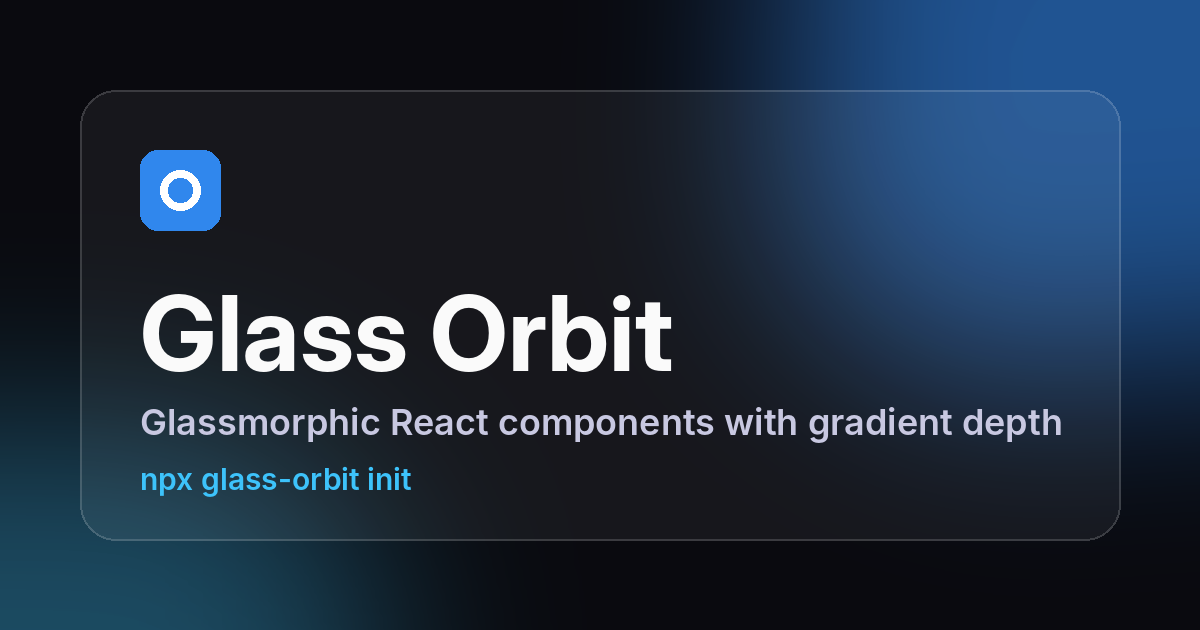 Glass Orbit
Glassmorphic React components with gradient depth
npx glass-orbit init